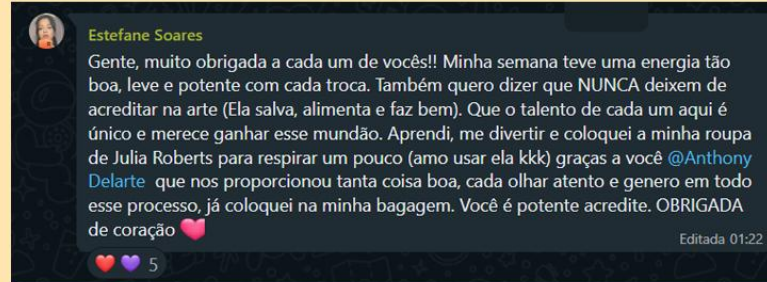 Estefane Soares
Gente, muito obrigada a cada um de vocês!! Minha semana teve uma energia tão
boa, leve e potente com cada troca. Também quero dizer que NUNCA deixem de
acreditar na arte (Ela salva, alimenta e faz bem). Que o talento de cada um aqui é
único e merece ganhar esse mundão. Aprendi, me divertir e coloquei a minha roupa
de Julia Roberts para respirar um pouco (amo usar ela kkk) graças a você @Anthony
Delarte que nos proporcionou tanta coisa boa, cada olhar atento e genero em todo
esse processo, já coloquei na minha bagagem. Você é potente acredite. OBRIGADA
de coração 💗
Editada 01:22
❤️ 💜 5